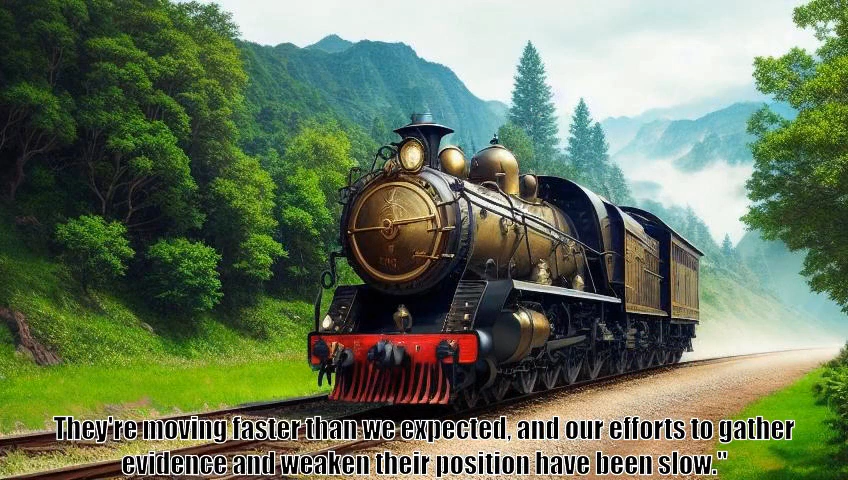 They're moving faster than we expected, and our efforts to gather
evidence and weaken their position have been slow."